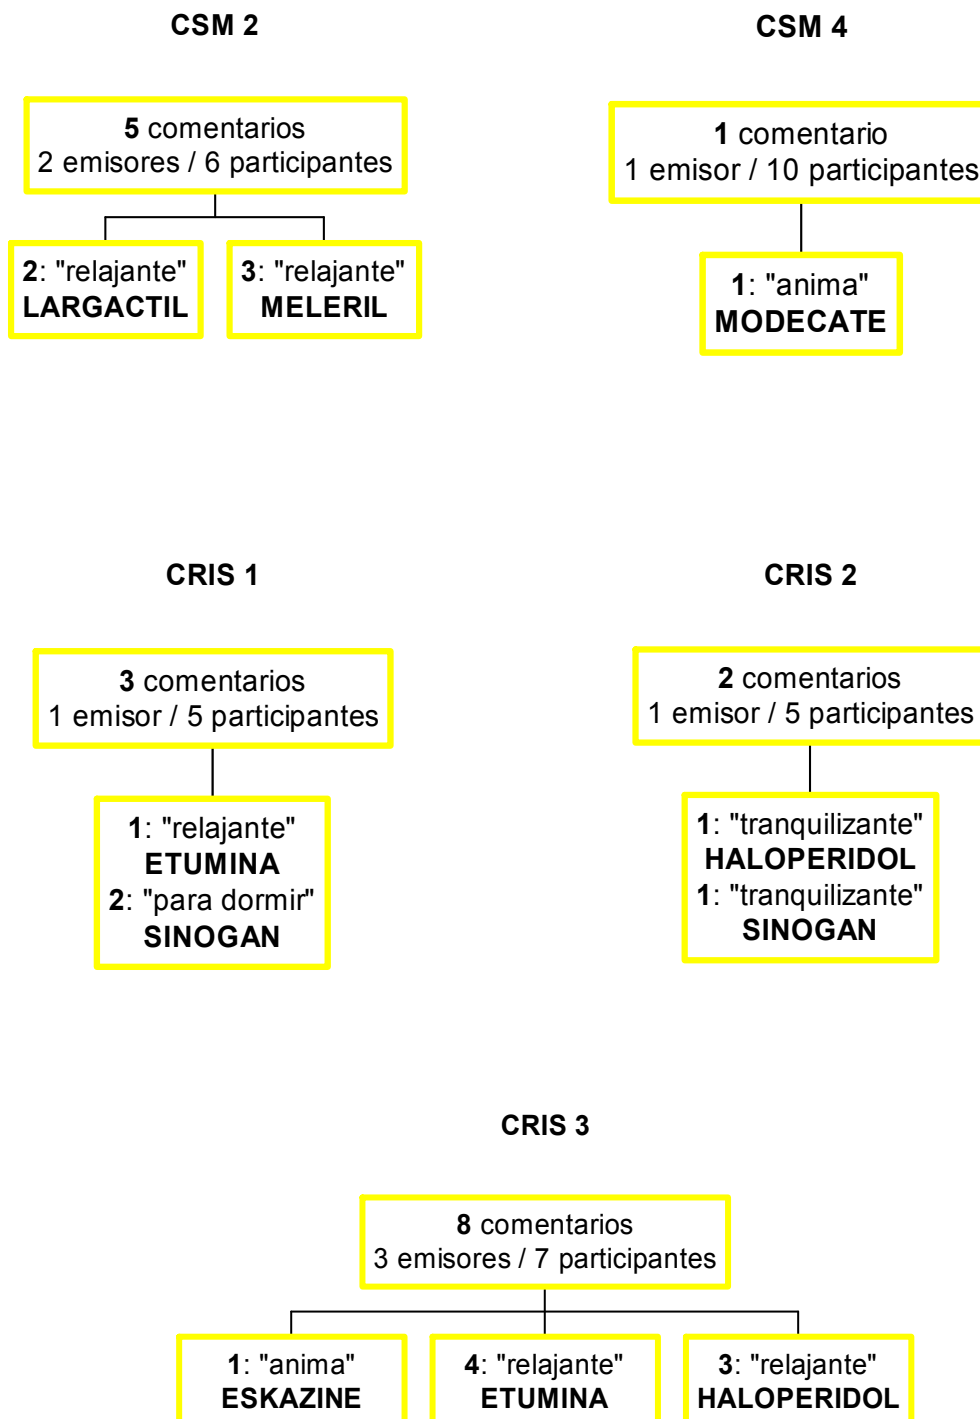 CSM 2
5 comentarios
2 emisores / 6 participantes
2: "relajante"
LARGACTIL
3: "relajante"
MELERIL
CSM 4
1 comentario
1 emisor / 10 participantes
1: "anima"
MODECATE
CRIS 1
3 comentarios
1 emisor / 5 participantes
1: "relajante"
ETUMINA
2: "para dormir"
SINOGAN
CRIS 2
2 comentarios
1 emisor / 5 participantes
1: "tranquilizante"
HALOPERIDOL
1: "tranquilizante"
SINOGAN
CRIS 3
8 comentarios
3 emisores / 7 participantes
1: "anima"
ESKAZINE
4: "relajante"
ETUMINA
3: "relajante"
HALOPERIDOL